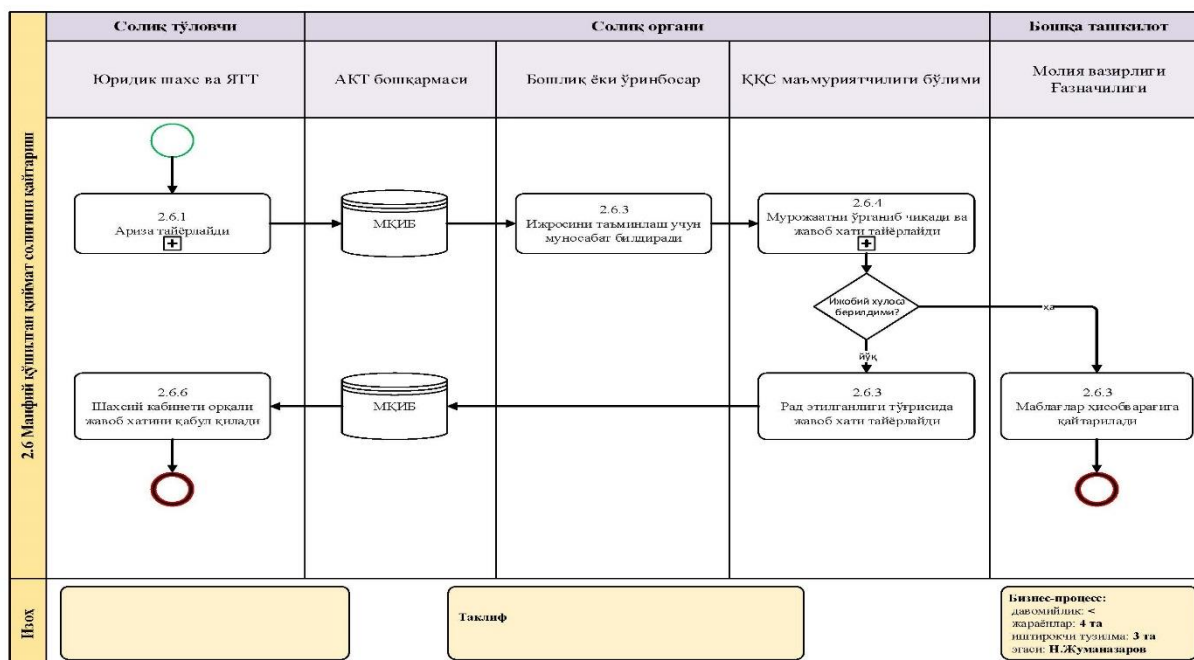 Солиқ тўловчи
Солиқ органи
Бошқа ташкилот
Юридик шахс ва ЯТТ
АКТ бошқармаси
Бошлиқ ёки ўринбосар
ҚҚС маъмуриятчилиги бўлими
Молия вазирлиги
Ғазначилиги
2.6 Манфий қўшилган қиймат солиғини қайтариш
2.6.1
Ариза тайёрлайди
МҚИБ
2.6.3
Ижросини таъминлаш учун
муносабат билдиради
2.6.4
Мурожаатни ўрганиб чиқади ва
жавоб хати тайёрлайди
Ижобий хулоса
берилдими?
ҳа
йўқ
2.6.6
Шахсий кабинети орқали
жавоб хатини қабул қилади
МҚИБ
2.6.3
Рад этилганлиги тўғрисида
жавоб хати тайёрлайди
2.6.3
Маблағлар ҳисобварағига
қайтарилади
Изох
Таклиф
Бизнес-процесс:
давомийлик: <
жараёнлар: 4 та
иштирокчи тузилма: 3 та
эгаси: Н.Жуманазаров